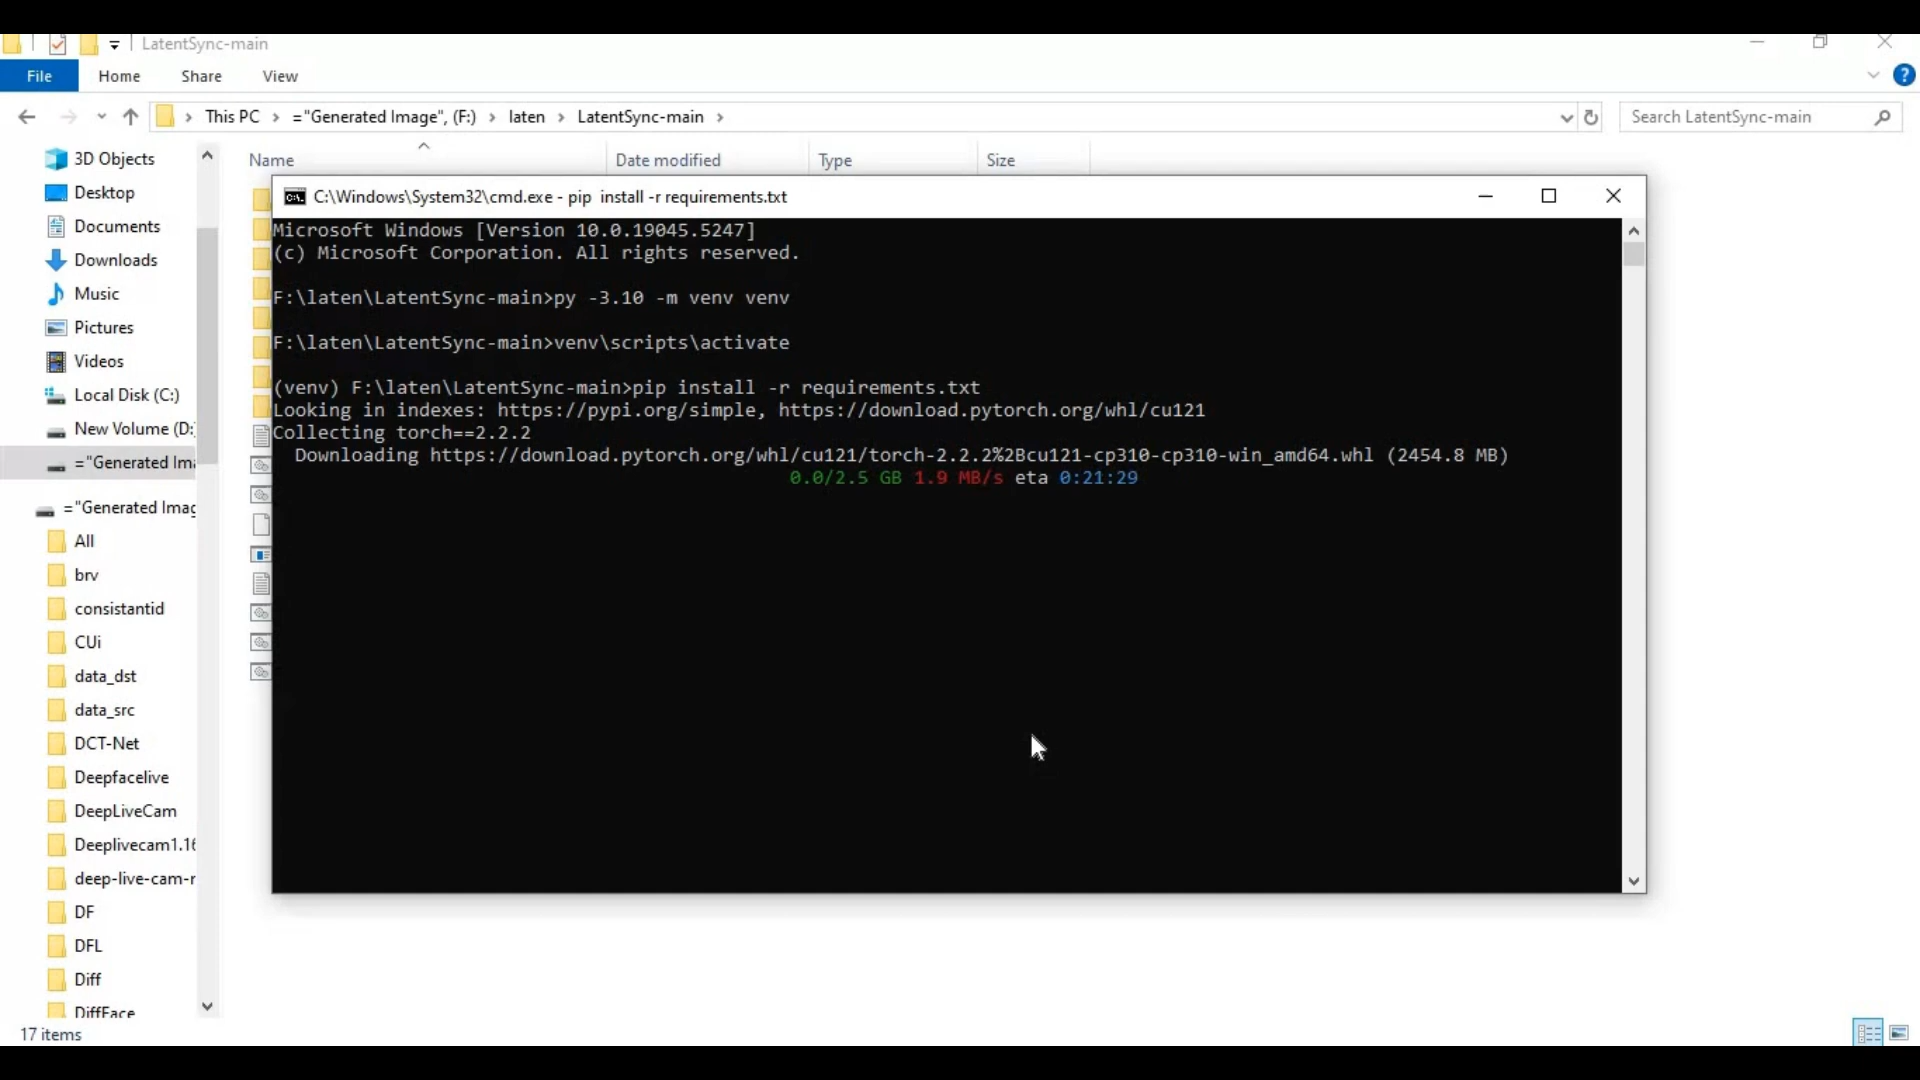 LatentSync-main
File Home Share View
This PC > ="Generated Image", (F:) > laten > LatentSync-main >
Search LatentSync-main
Name Date modified Type Size
3D Objects
Desktop
Documents
Downloads
Music
Pictures
Videos
Local Disk (C:)
New Volume (D:
="Generated Ima
="Generated Imag
All
brv
consistantid
CUi
data_dst
data_src
DCT-Net
Deepfacelive
DeepLiveCam
Deeplivecam1.16
deep-live-cam-r
DF
DFL
Diff
DiffFace
17 items
C:\Windows\System32\cmd.exe - pip  install -r requirements.txt
Microsoft Windows [Version 10.0.19045.5247]
(c) Microsoft Corporation. All rights reserved.
F:\laten\LatentSync-main>py -3.10 -m venv venv
F:\laten\LatentSync-main>venv\scripts\activate
(venv) F:\laten\LatentSync-main>pip install -r requirements.txt
Looking in indexes: https://pypi.org/simple, https://download.pytorch.org/whl/cu121
Collecting torch==2.2.2
Downloading https://download.pytorch.org/whl/cu121/torch-2.2.2%2Bcu121-cp310-cp310-win_amd64.whl (2454.8 MB)
0.0/2.5 GB 1.9 MB/s eta 0:21:29